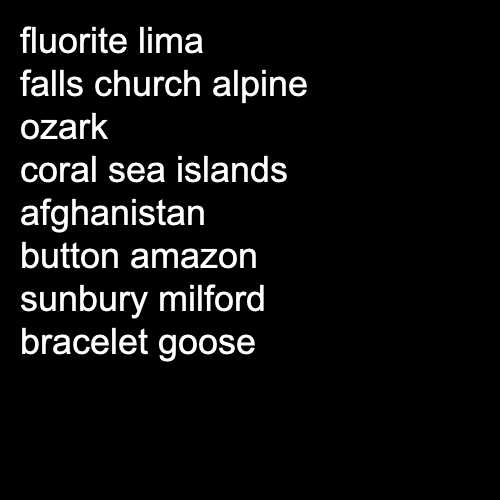 fluorite lima
falls church alpine
ozark
coral sea islands
afghanistan
button amazon
sunbury milford
bracelet goose